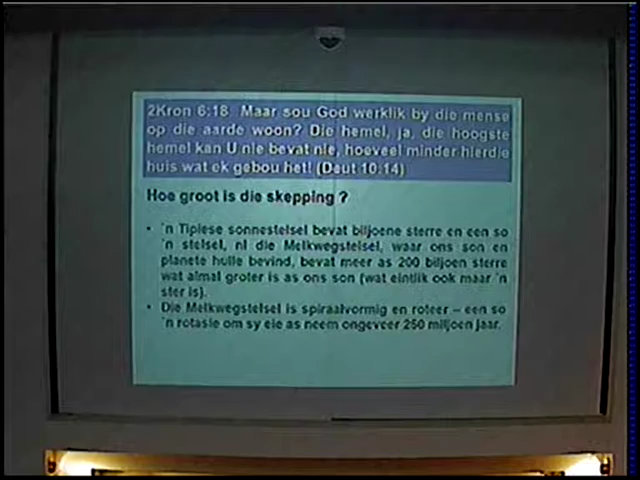 2Kron 6:18 Maar sou God werklik by die mense
op die aarde woon? Die hemel, ja, die hoogste
hemel kan U nie bevat nie, hoeveel minder hierdie
huis wat ek gebou het! (Deut 10:14)
Hoe groot is die skepping ?
• 'n Tipiese sonnestelsel bevat biljoene sterre en een so
'n stelsel, nl die Melkwegstelsel, waar ons son en
planete hulle bevind, bevat meer as 200 biljoen sterre
wat almal groter is as ons son (wat eintlik ook maar 'n
ster is).
• Die Melkwegstelsel is spiraalvormig en roteer – een so
'n rotasie om sy eie as neem ongeveer 250 miljoen jaar.